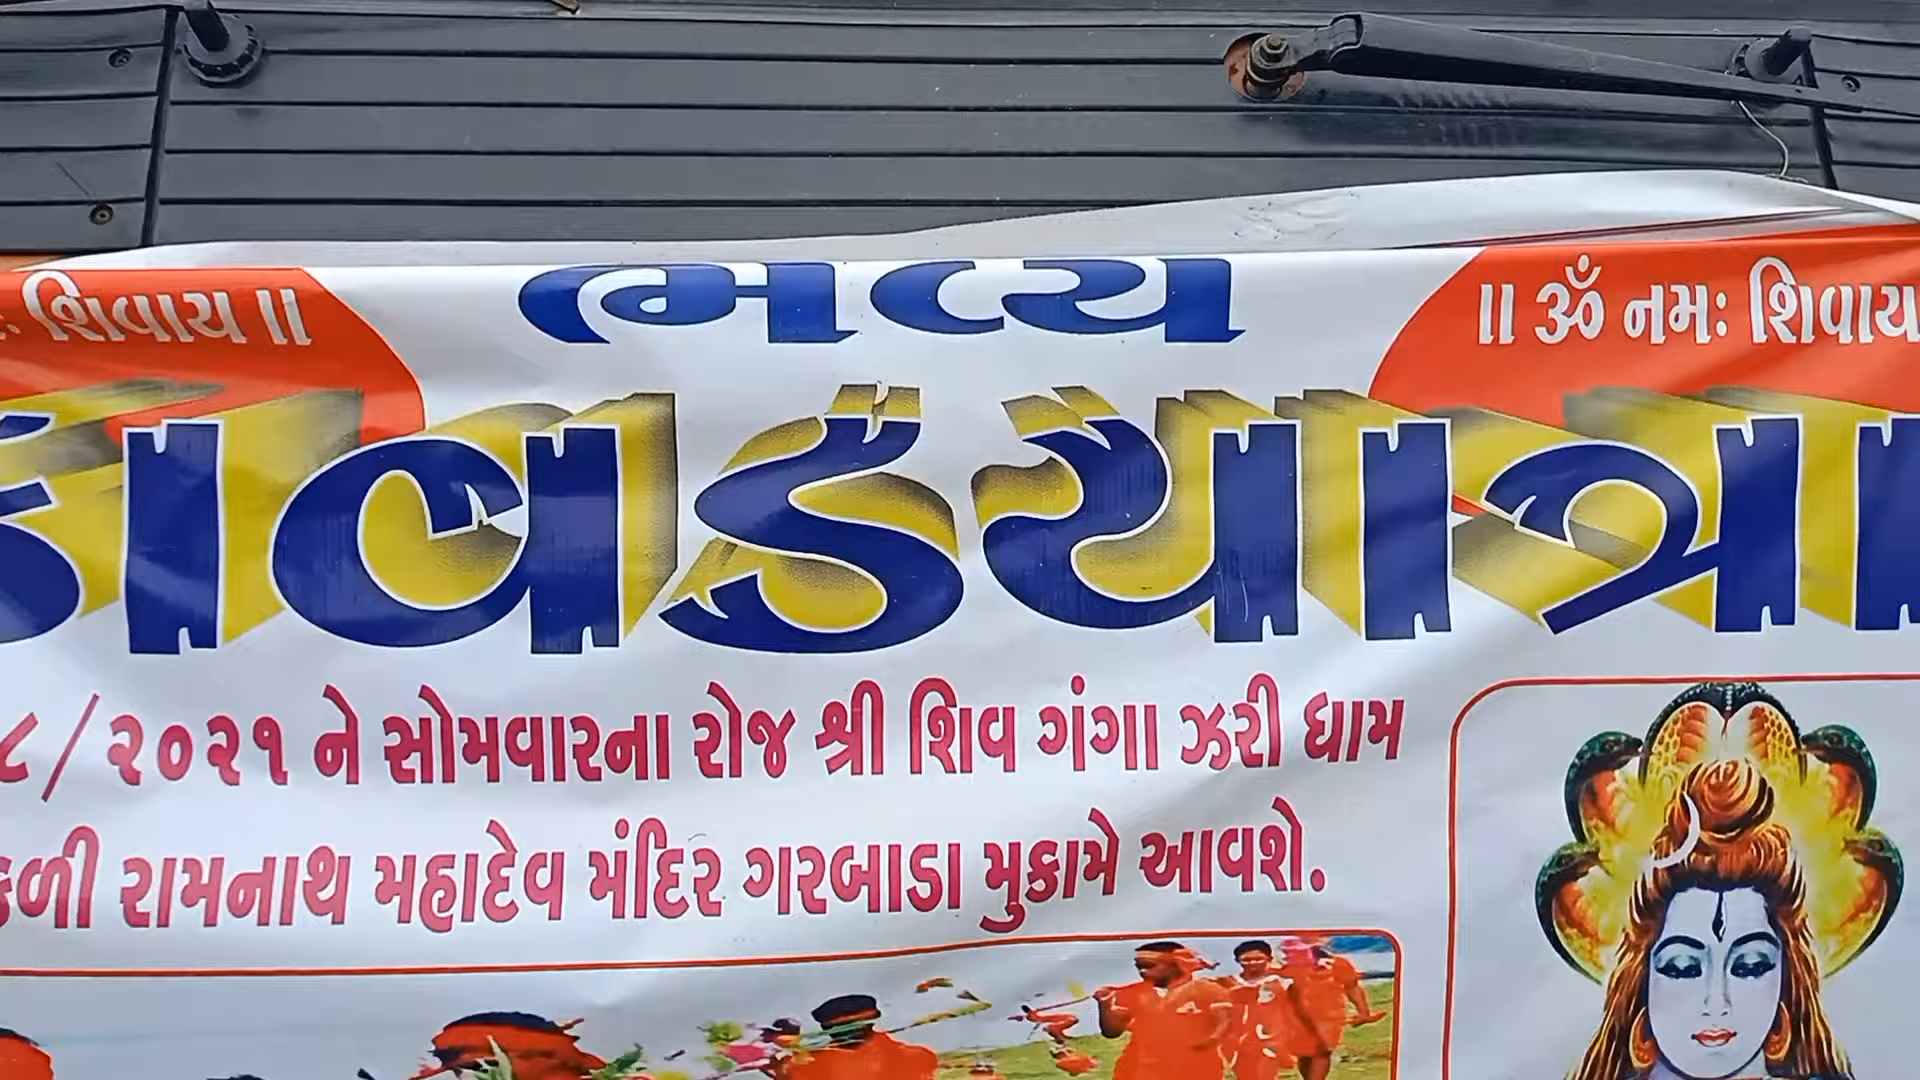 શિવાય ॥
ભવ્ય
॥ ૐ નમઃ શિવાય
કાવડયાત્રા
૮/૨૦૨૧ ને સોમવારના રોજ શ્રી શિવ ગંગા ઝરી ધામ
રામનાથ મહાદેવ મંદિર ગરબાડા મુકામે આવશે.